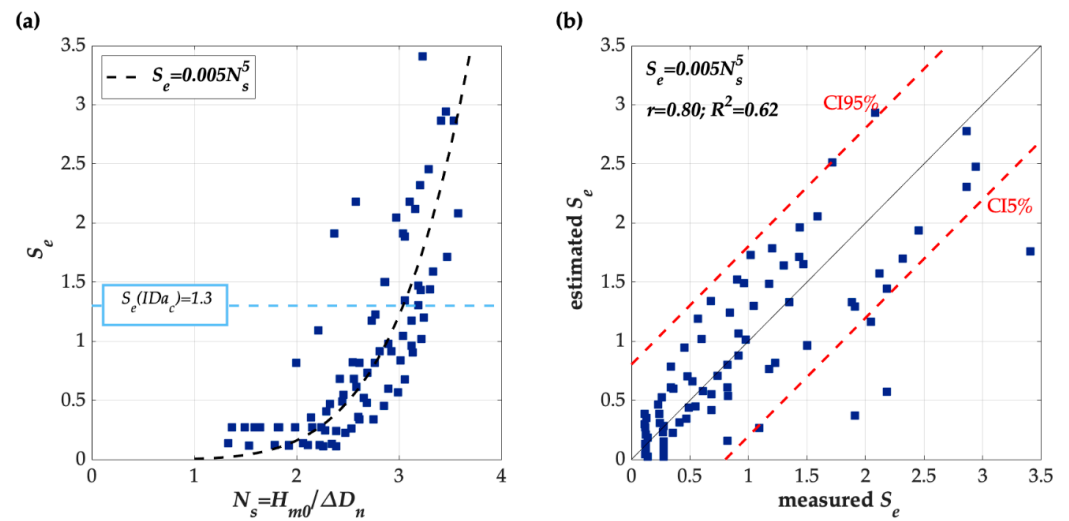 (a)
3.5
3
2.5
2
1.5
1
0.5
0
0 1 2 3 4
S_e
N_s=H_m0/ΔD_n
S_e=0.005N_s^5
S_e(IDa_c)=1.3
(b)
3.5
3
2.5
2
1.5
1
0.5
0
0 0.5 1 1.5 2 2.5 3 3.5
estimated S_e
measured S_e
S_e=0.005N_s^5
r=0.80; R^2=0.62
CI95%
CI5%